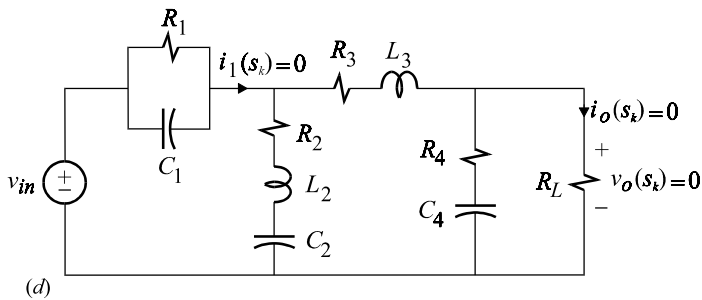 R1
i1(sk)=0
R3
L3
C1
R2
L2
C2
R4
C4
iO(sk)=0
+
vO(sk)=0
−
RL
vin
+
−
(d)